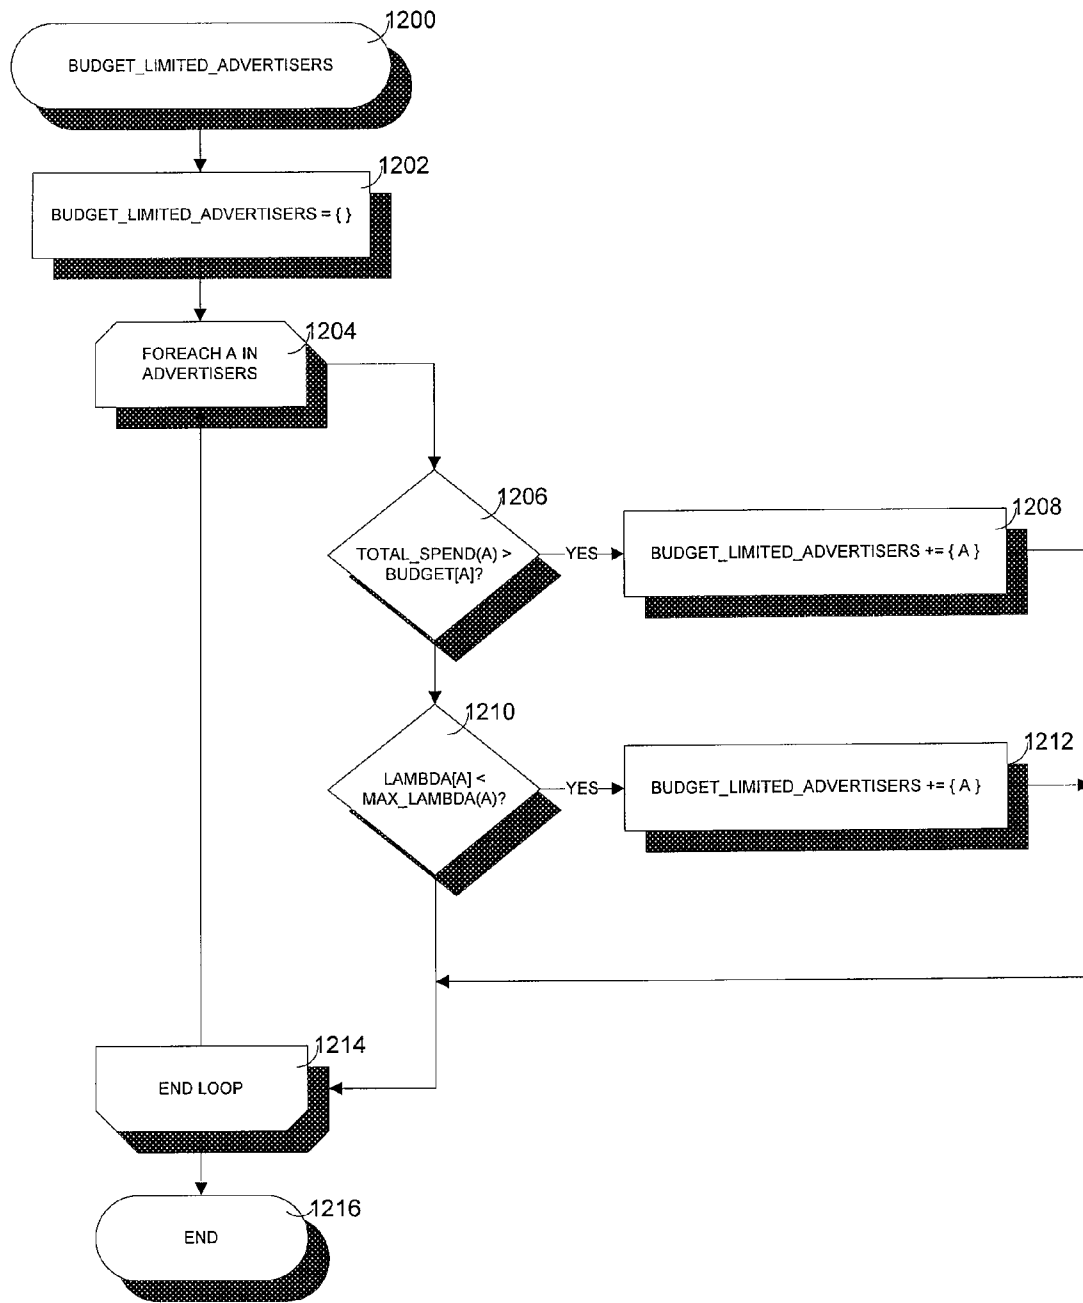 1200
BUDGET_LIMITED_ADVERTISERS
1202
BUDGET_LIMITED_ADVERTISERS = { }
1204
FOREACH A IN
ADVERTISERS
1206
TOTAL_SPEND(A) >
BUDGET[A]?
YES
1208
BUDGET_LIMITED_ADVERTISERS += { A }
1210
LAMBDA[A] <
MAX_LAMBDA(A)?
YES
1212
BUDGET_LIMITED_ADVERTISERS += { A }
1214
END LOOP
1216
END